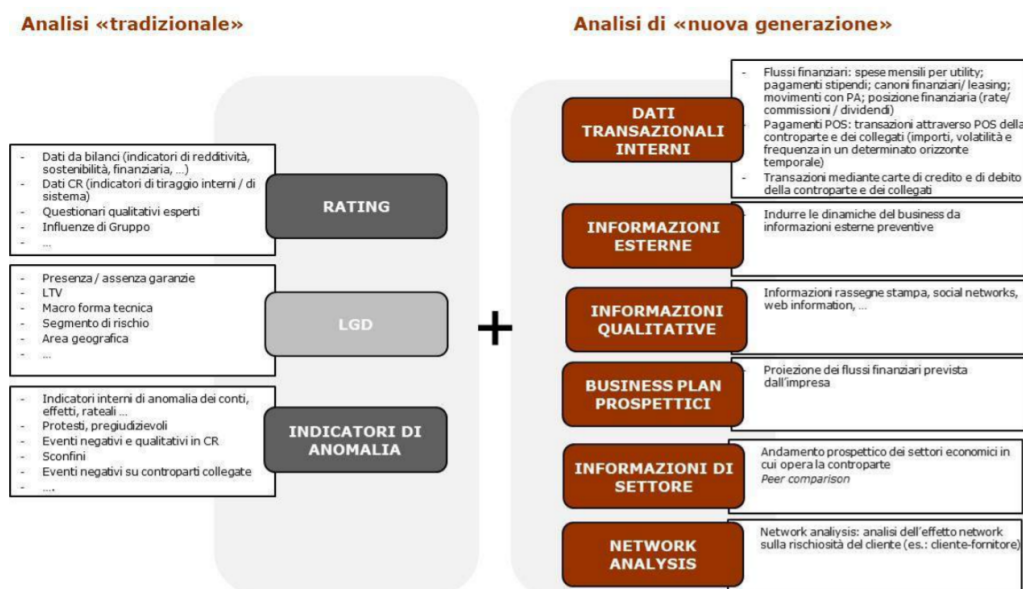 Analisi «tradizionale»
- Dati da bilanci (indicatori di redditività,
sostenibilità, finanziaria, ...)
- Dati CR (indicatori di tiraggio interni / di
sistema)
- Questionari qualitativi esperti
- Influenze di Gruppo
- ...
RATING
- Presenza / assenza garanzie
- LTV
- Macro forma tecnica
- Segmento di rischio
- Area geografica
- ...
LGD
- Indicatori interni di anomalia dei conti,
effetti, rateali ...
- Protesti, pregiudizievoli
- Eventi negativi e qualitativi in CR
- Sconfini
- Eventi negativi su controparti collegate
- ....
INDICATORI DI
ANOMALIA
+
Analisi di «nuova generazione»
DATI
TRANSAZIONALI
INTERNI
- Flussi finanziari: spese mensili per utility;
pagamenti stipendi; canoni finanziari/ leasing;
movimenti con PA; posizione finanziaria (rate/
commissioni / dividendi)
- Pagamenti POS: transazioni attraverso POS della
controparte e dei collegati (importi, volatilità e
frequenza in un determinato orizzonte
temporale)
- Transazioni mediante carte di credito e di debito
della controparte e dei collegati
INFORMAZIONI
ESTERNE
- Indurre le dinamiche del business da
informazioni esterne preventive
INFORMAZIONI
QUALITATIVE
Informazioni rassegne stampa, social networks,
web information, ...
BUSINESS PLAN
PROSPETTICI
- Proiezione dei flussi finanziari prevista
dall'impresa
INFORMAZIONI DI
SETTORE
Andamento prospettico dei settori economici in
cui opera la controparte
Peer comparison
NETWORK
ANALYSIS
Network analiysis: analisi dell'effetto network
sulla rischiosità del cliente (es.: cliente-fornitore)